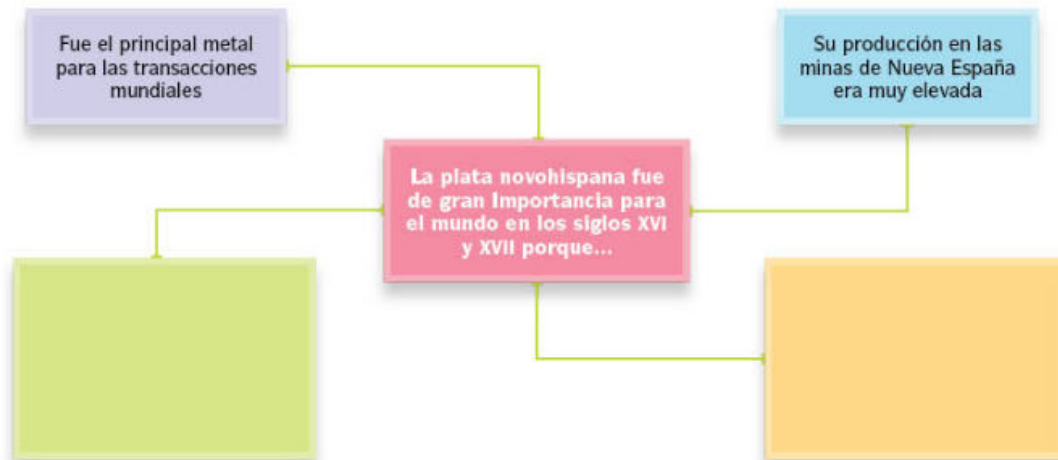 Fue el principal metal
para las transacciones
mundiales
Su producción en las
minas de Nueva España
era muy elevada
La plata novohispana fue
de gran Importancia para
el mundo en los siglos XVI
y XVII porque...